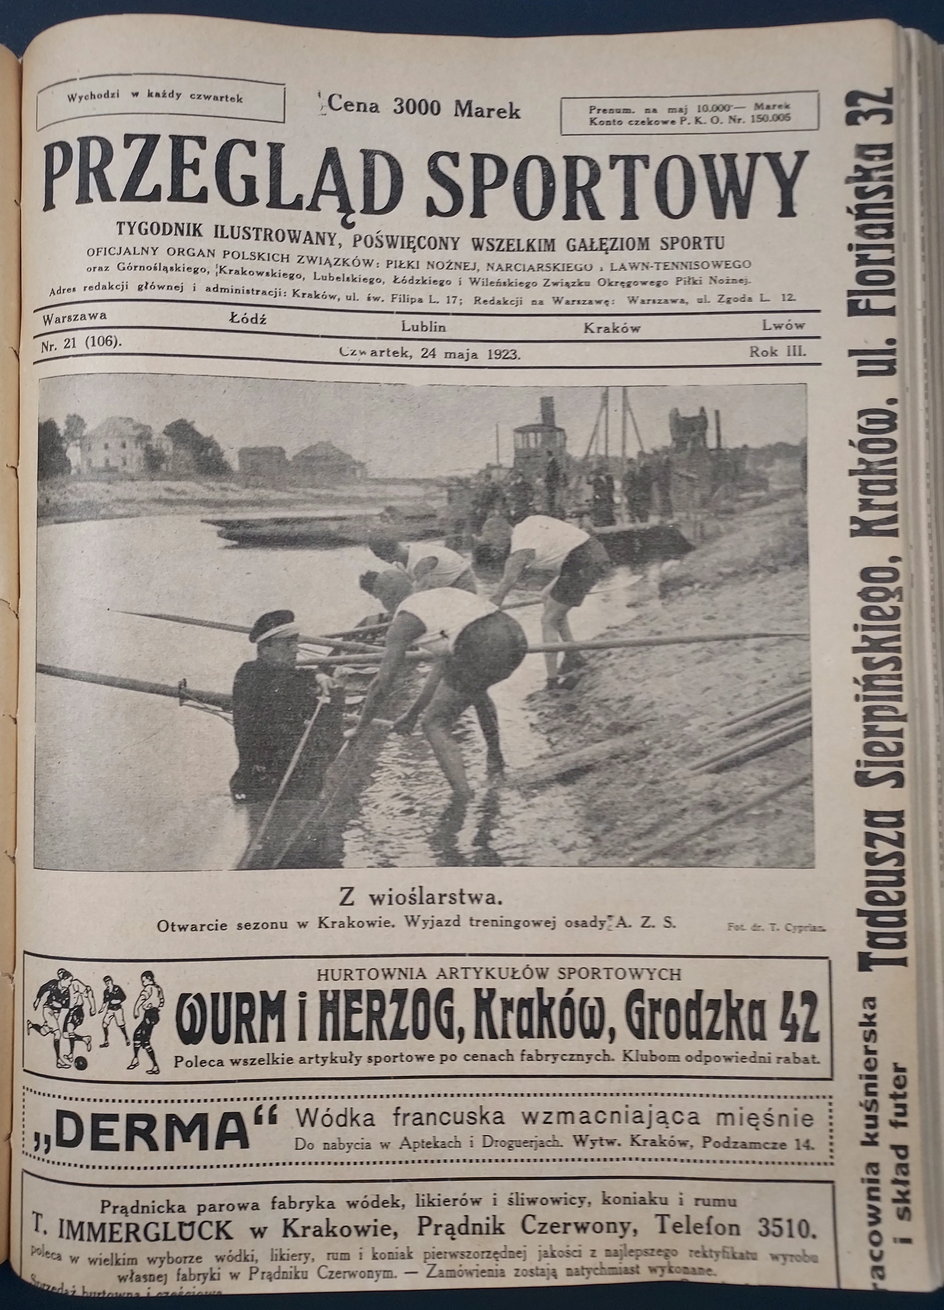 Wychodzi w każdy czwartek
Cena 3000 Marek
Prenum. na maj 10.000·— Marek
Konto czekowe P. K. O. Nr. 150.005
PRZEGLĄD SPORTOWY
TYGODNIK ILUSTROWANY, POŚWIĘCONY WSZELKIM GAŁĘZIOM SPORTU
OFICJALNY ORGAN POLSKICH ZWIĄZKÓW: PIŁKI NOŻNEJ, NARCIARSKIEGO i LAWN-TENNISOWEGO
oraz Górnośląskiego, Krakowskiego, Lubelskiego, Łódzkiego i Wileńskiego Związku Okręgowego Piłki Nożnej.
Adres redakcji głównej i administracji: Kraków, ul. św. Filipa L. 17; Redakcji na Warszawę: Warszawa, ul. Zgoda L. 12.
Warszawa Łódź Lublin Kraków Lwów
Nr. 21 (106). Czwartek, 24 maja 1923. Rok III.
Z wioślarstwa.
Otwarcie sezonu w Krakowie. Wyjazd treningowej osady A. Z. S.
Fot. dr. T. Cyprian.
HURTOWNIA ARTYKUŁÓW SPORTOWYCH
WURM i HERZOG, Kraków, Grodzka 42
Poleca wszelkie artykuły sportowe po cenach fabrycznych. Klubom odpowiedni rabat.
„DERMA“ Wódka francuska wzmacniająca mięśnie
Do nabycia w Aptekach i Droguerjach. Wytw. Kraków, Podzamcze 14.
Prądnicka parowa fabryka wódek, likierów i śliwowicy, koniaku i rumu
T. IMMERGLÜCK w Krakowie, Prądnik Czerwony, Telefon 3510.
poleca w wielkim wyborze wódki, likiery, rum i koniak pierwszorzędnej jakości z najlepszego rektyfikatu wyrobu
własnej fabryki w Prądniku Czerwonym. — Zamówienia zostają natychmiast wykonane.
Sprzedaż hurtowna i częściowa
racownia kuśnierska Tadeusza Sierpińskiego, Kraków, ul. Floriańska 32
i skład futer